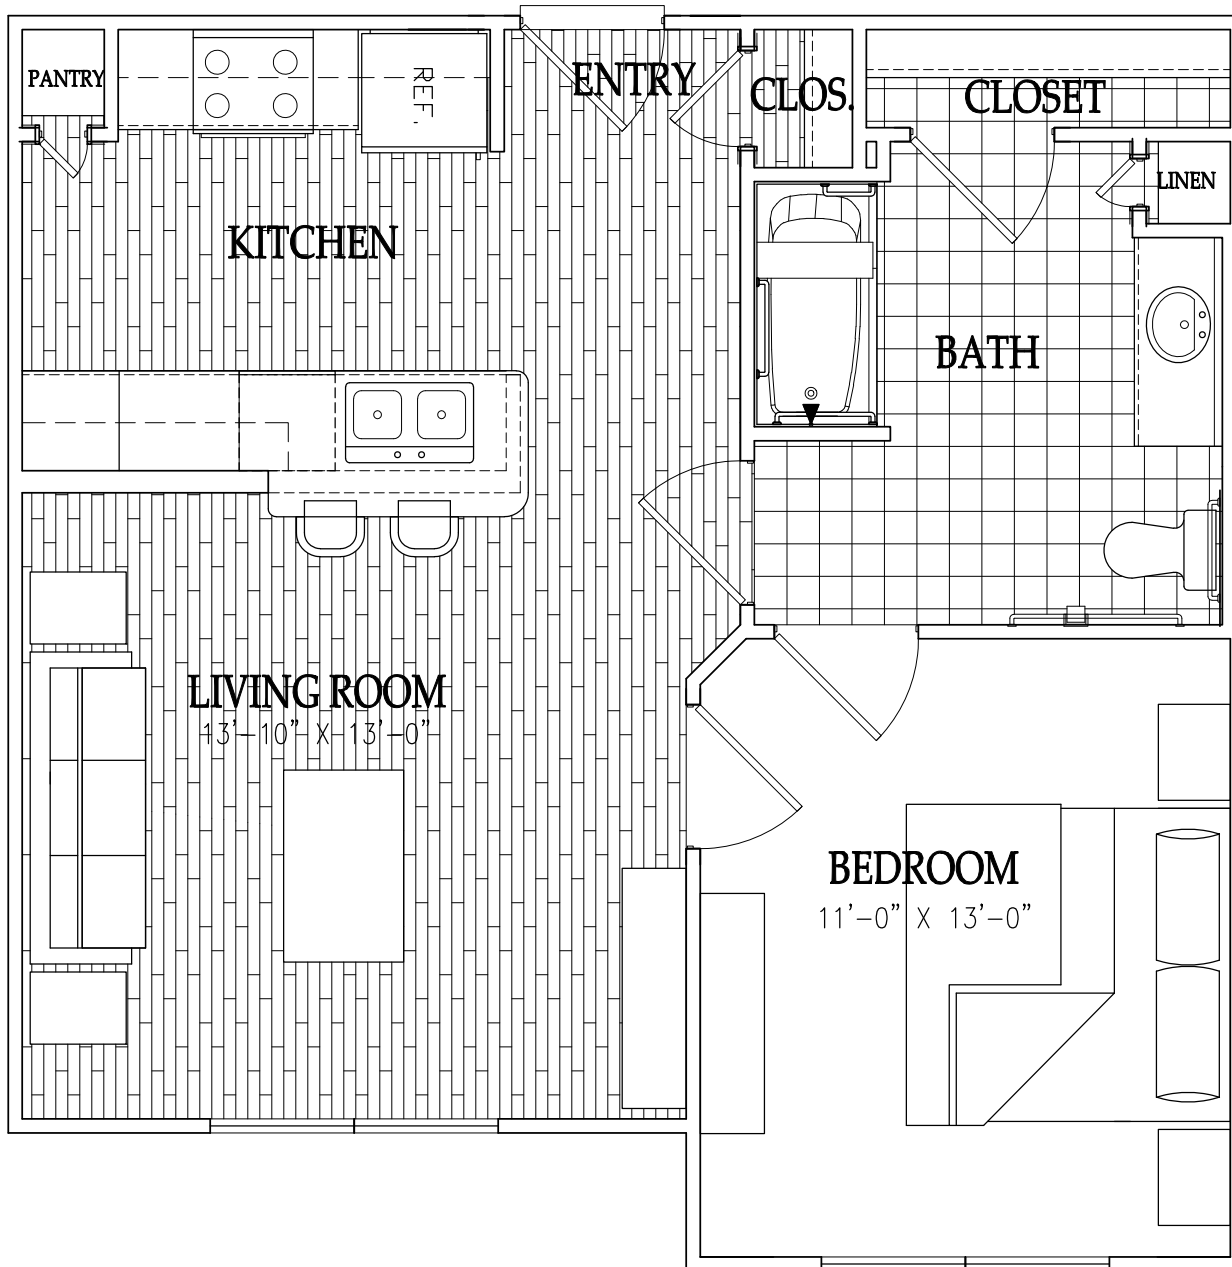 PANTRY
REF.
ENTRY
CLOS.
CLOSET
LINEN
KITCHEN
BATH
LIVING ROOM
13'-10" X 13'-0"
BEDROOM
11'-0" X 13'-0"